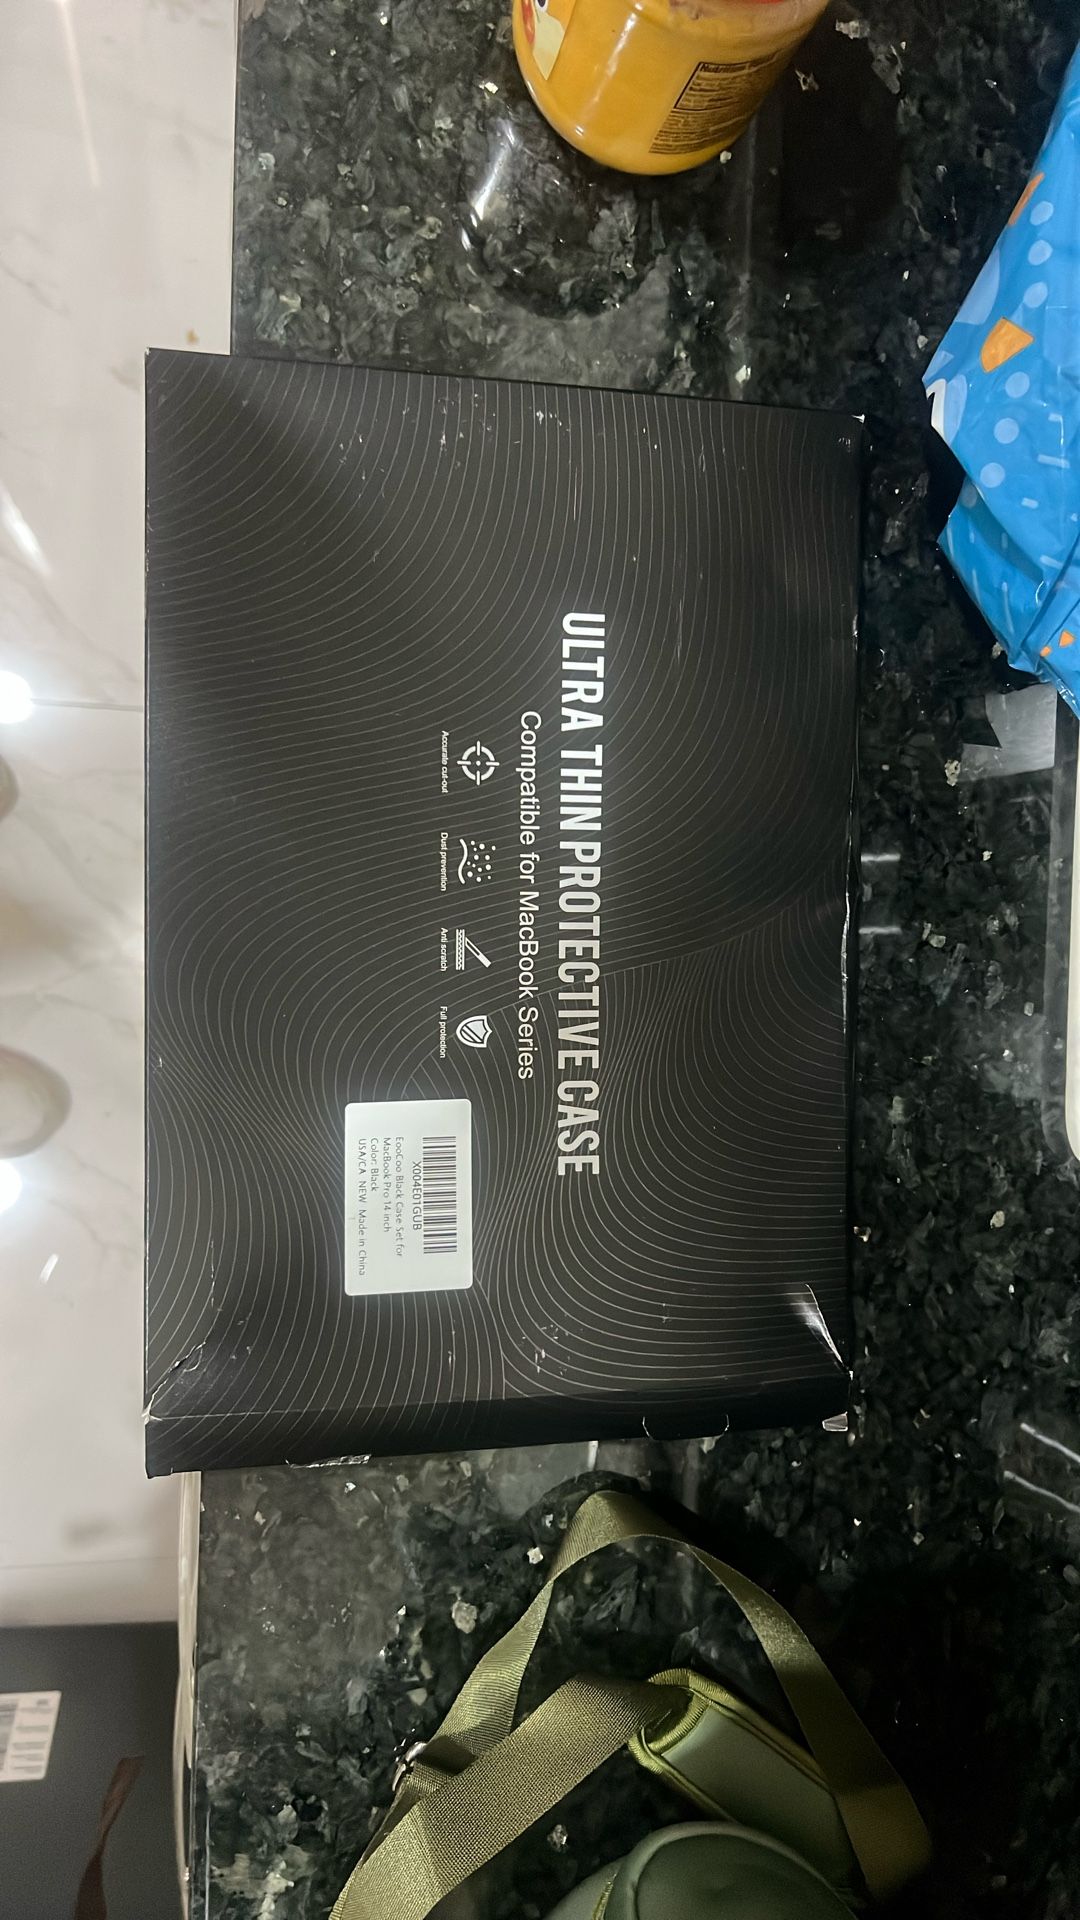 ULTRA THIN PROTECTIVE CASE
Compatible for MacBook Series
Accurate cut-out
Dust prevention
Anti scratch
Full protection
X004E01GUB
EooCoo Black Case Set for
MacBook Pro 14 inch
Color: Black
USA/CA NEW Made in China
Nutrition